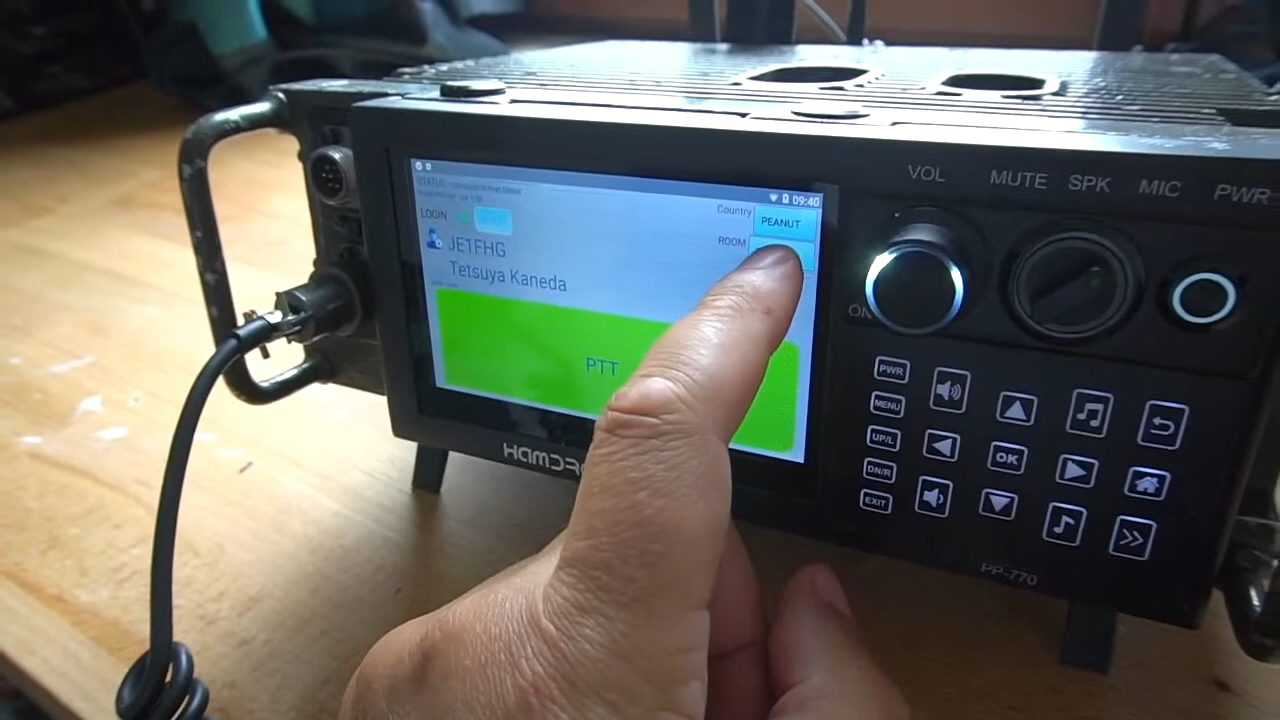 09:40
LOGIN
Country PEANUT
ROOM
JE1FHG
Tetsuya Kaneda
PTT
VOL MUTE SPK MIC PWR
PWR
MENU
UP/L
OK
DN/R
EXIT
PP-770